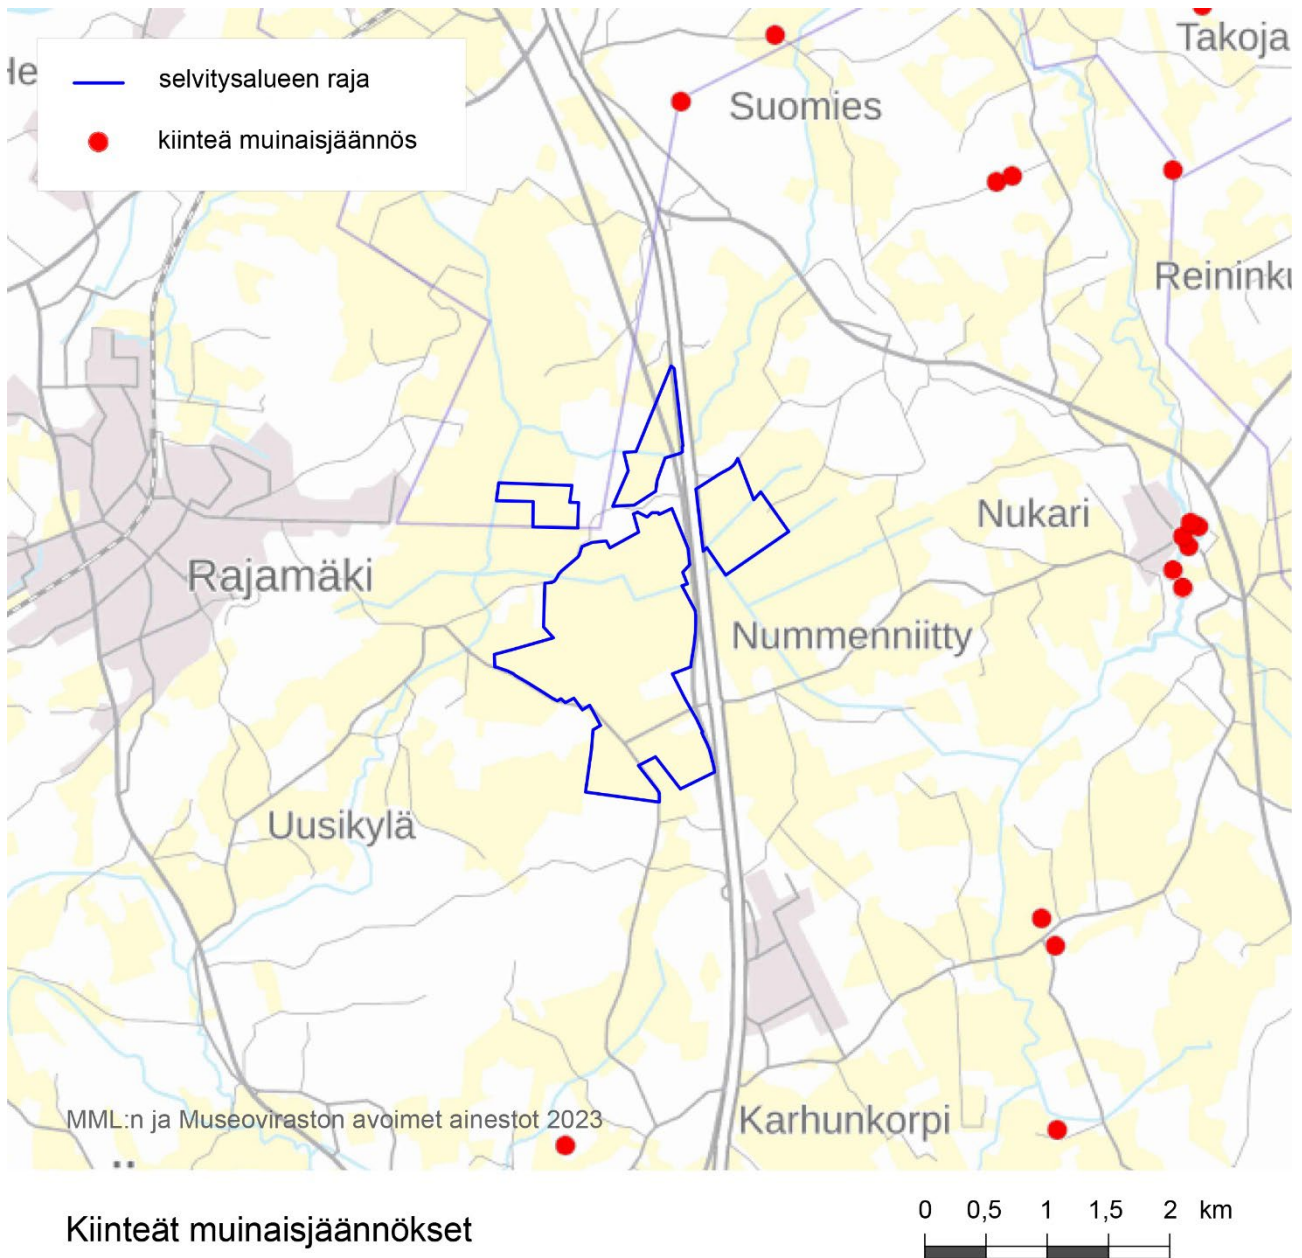 He
selvitysalueen raja
kiinteä muinaisjäännös
Takoja
Suomies
Reininku
Nukari
Rajamäki
Nummenniitty
Uusikylä
MML:n ja Museoviraston avoimet ainestot 2023
Karhunkorpi
Kiinteät muinaisjäännökset
0 0,5 1 1,5 2 km